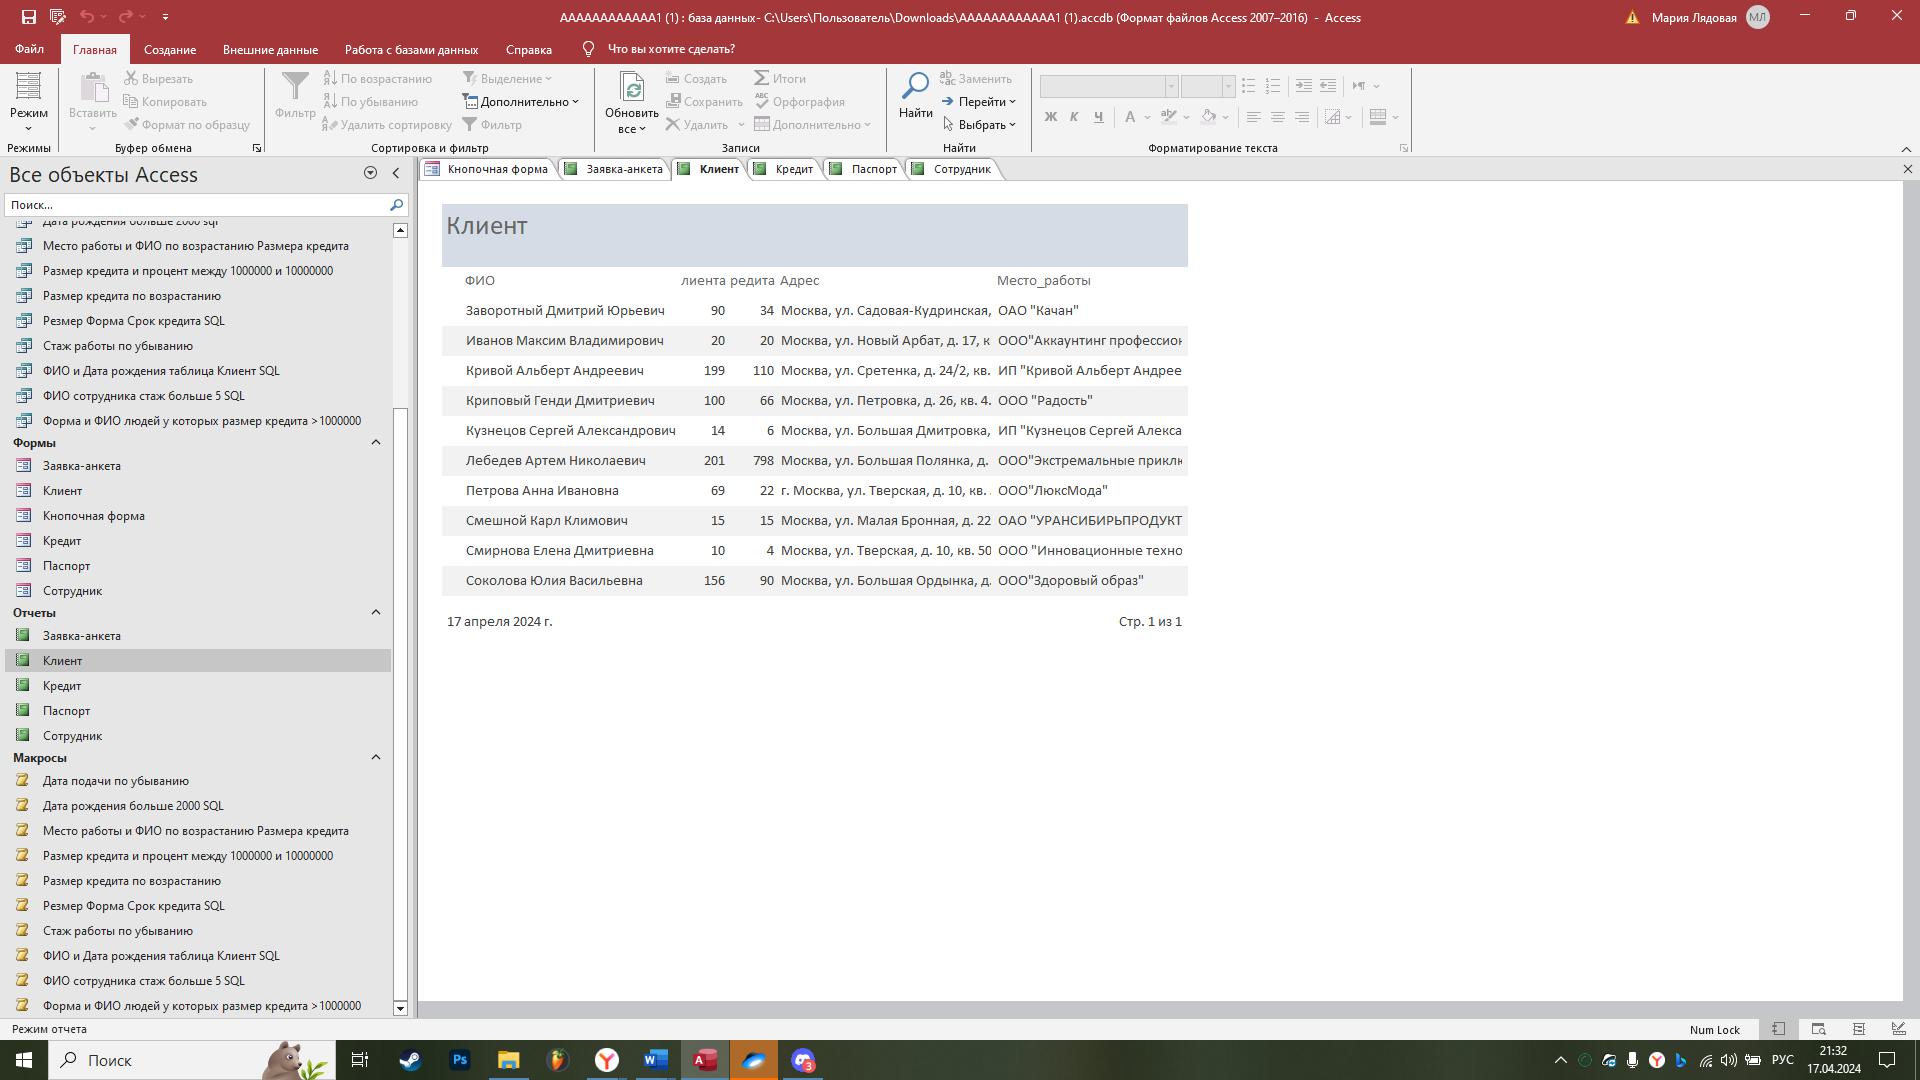 АААААААААААА1 (1) : база данных- C:\Users\Пользователь\Downloads\АААААААААААА1 (1).accdb (Формат файлов Access 2007–2016) - Access
Мария Лядовая
МЛ
Файл
Главная
Создание
Внешние данные
Работа с базами данных
Справка
Что вы хотите сделать?
Режим
Режимы
Вставить
Вырезать
Копировать
Формат по образцу
Буфер обмена
Фильтр
По возрастанию
По убыванию
Удалить сортировку
Выделение
Дополнительно
Фильтр
Сортировка и фильтр
Обновить
все
Создать
Сохранить
Удалить
Итоги
Орфография
Дополнительно
Записи
Найти
Заменить
Перейти
Выбрать
Найти
Ж К Ч А
Форматирование текста
Все объекты Access
Поиск...
Дата рождения больше 2000 sql
Место работы и ФИО по возрастанию Размера кредита
Размер кредита и процент между 1000000 и 10000000
Размер кредита по возрастанию
Резмер Форма Срок кредита SQL
Стаж работы по убыванию
ФИО и Дата рождения таблица Клиент SQL
ФИО сотрудника стаж больше 5 SQL
Форма и ФИО людей у которых размер кредита >1000000
Формы
Заявка-анкета
Клиент
Кнопочная форма
Кредит
Паспорт
Сотрудник
Отчеты
Заявка-анкета
Клиент
Кредит
Паспорт
Сотрудник
Макросы
Дата подачи по убыванию
Дата рождения больше 2000 SQL
Место работы и ФИО по возрастанию Размера кредита
Размер кредита и процент между 1000000 и 10000000
Размер кредита по возрастанию
Резмер Форма Срок кредита SQL
Стаж работы по убыванию
ФИО и Дата рождения таблица Клиент SQL
ФИО сотрудника стаж больше 5 SQL
Форма и ФИО людей у которых размер кредита >1000000
Кнопочная форма
Заявка-анкета
Клиент
Кредит
Паспорт
Сотрудник
Клиент
ФИО лиента редита Адрес Место_работы
Заворотный Дмитрий Юрьевич 90 34 Москва, ул. Садовая-Кудринская, ОАО "Качан"
Иванов Максим Владимирович 20 20 Москва, ул. Новый Арбат, д. 17, к ООО"Аккаунтинг профессион
Кривой Альберт Андреевич 199 110 Москва, ул. Сретенка, д. 24/2, кв. ИП "Кривой Альберт Андрее
Криповый Генди Дмитриевич 100 66 Москва, ул. Петровка, д. 26, кв. 4. ООО "Радость"
Кузнецов Сергей Александрович 14 6 Москва, ул. Большая Дмитровка, ИП "Кузнецов Сергей Алекса
Лебедев Артем Николаевич 201 798 Москва, ул. Большая Полянка, д. ООО"Экстремальные приклю
Петрова Анна Ивановна 69 22 г. Москва, ул. Тверская, д. 10, кв. ООО"ЛюксМода"
Смешной Карл Климович 15 15 Москва, ул. Малая Бронная, д. 22 ОАО "УРАНСИБИРЬПРОДУКТ
Смирнова Елена Дмитриевна 10 4 Москва, ул. Тверская, д. 10, кв. 50 ООО "Инновационные техно
Соколова Юлия Васильевна 156 90 Москва, ул. Большая Ордынка, д. ООО"Здоровый образ"
17 апреля 2024 г.
Стр. 1 из 1
Режим отчета
Num Lock
Поиск
Ps
3
РУС
21:32
17.04.2024